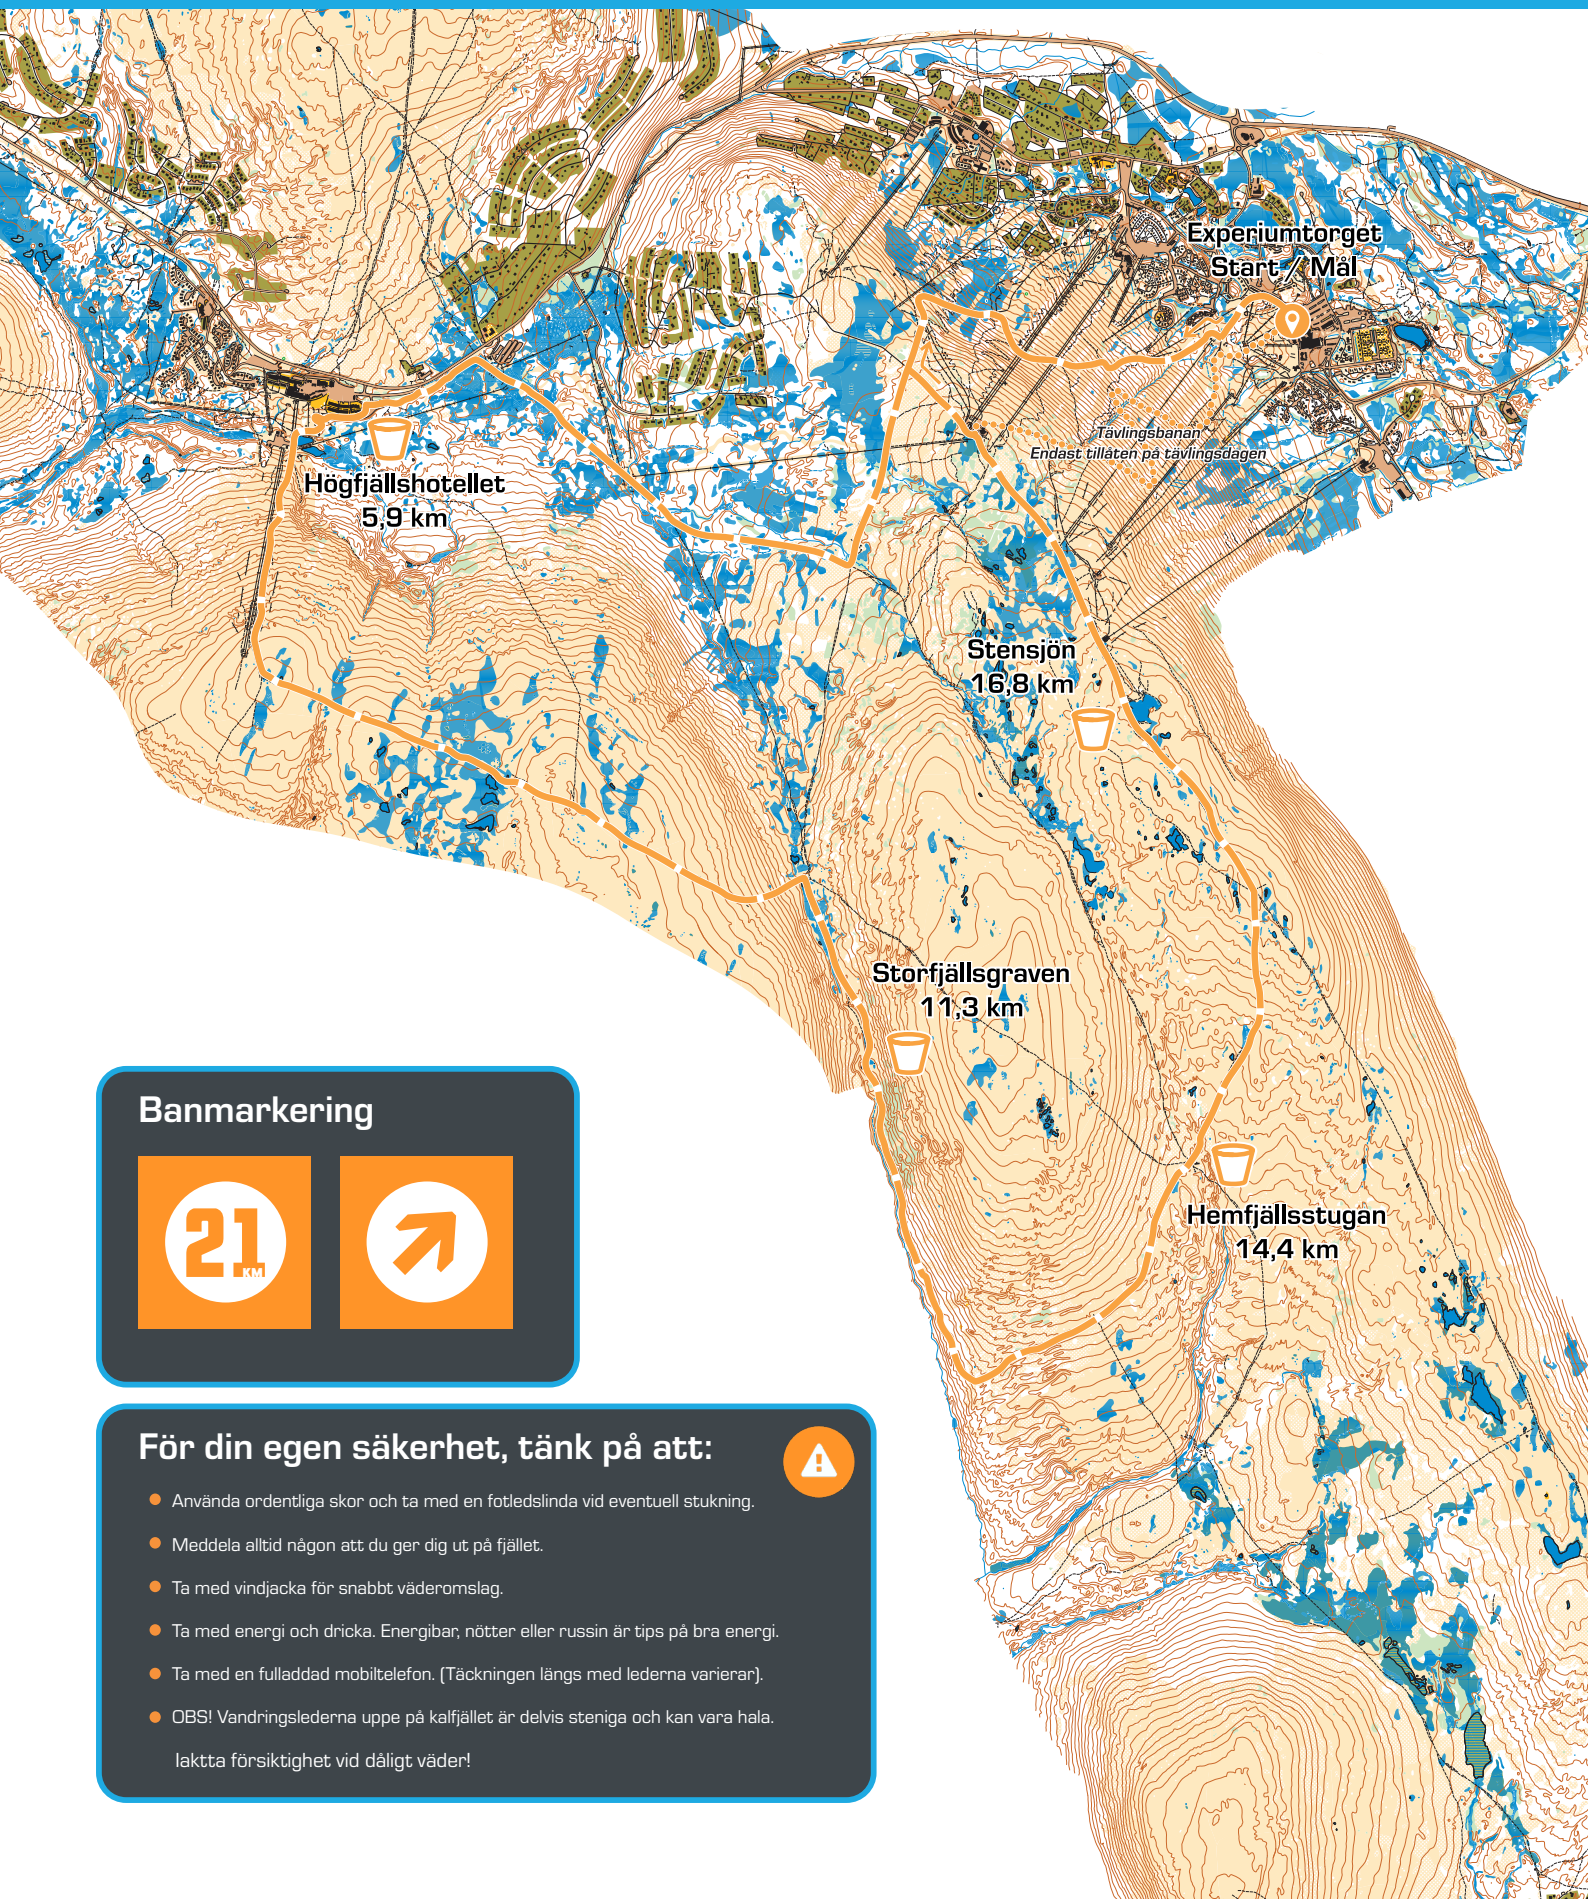 Experiumtorget
Start / Mål
Tävlingsbanan
Endast tillåten på tävlingsdagen
Högfjällshotellet
5,9 km
Stensjön
16,8 km
Storfjällsgraven
11,3 km
Hemfjällsstugan
14,4 km
Banmarkering
21
KM
För din egen säkerhet, tänk på att:
Använda ordentliga skor och ta med en fotledslinda vid eventuell stukning.
Meddela alltid någon att du ger dig ut på fjället.
Ta med vindjacka för snabbt väderomslag.
Ta med energi och dricka. Energibar, nötter eller russin är tips på bra energi.
Ta med en fulladdad mobiltelefon. (Täckningen längs med lederna varierar).
OBS! Vandringslederna uppe på kalfjället är delvis steniga och kan vara hala.
Iaktta försiktighet vid dåligt väder!